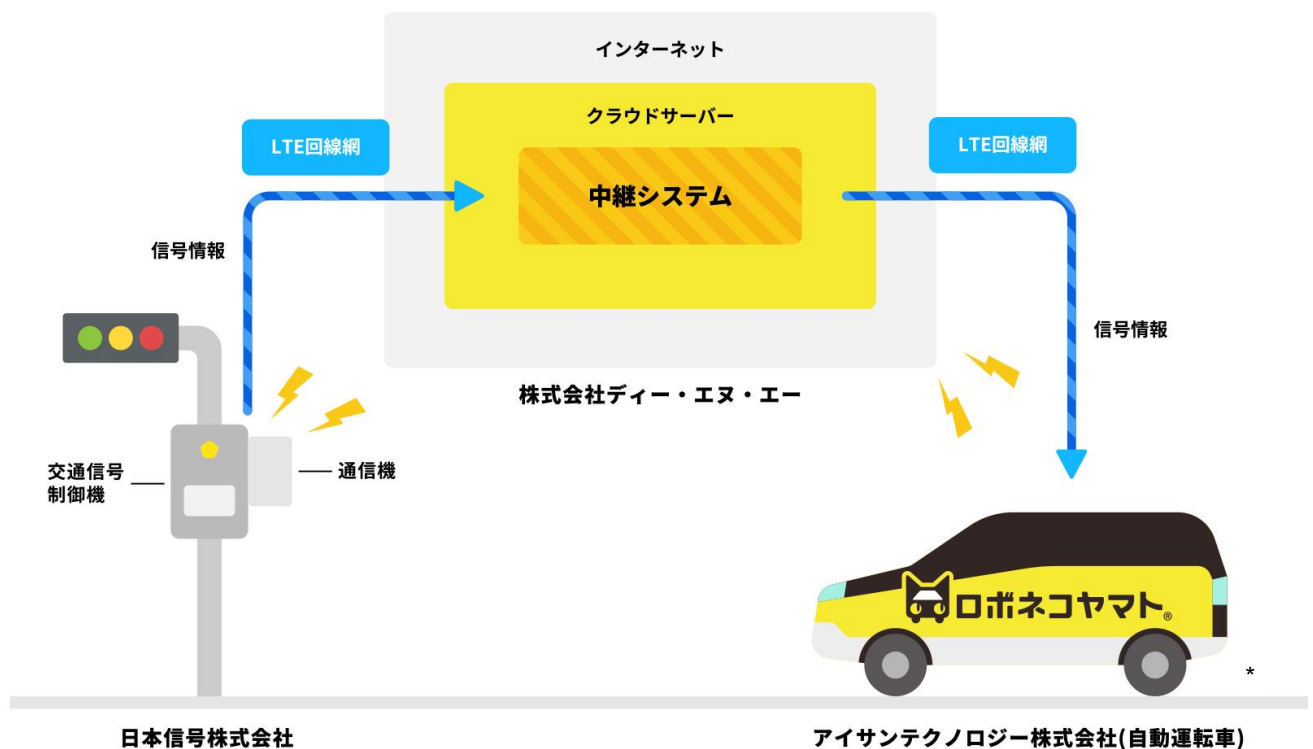 インターネット
クラウドサーバー
LTE回線網
LTE回線網
中継システム
信号情報
信号情報
株式会社ディー・エヌ・エー
交通信号
制御機
通信機
ロボネコヤマト®
*
日本信号株式会社
アイサンテクノロジー株式会社(自動運転車)